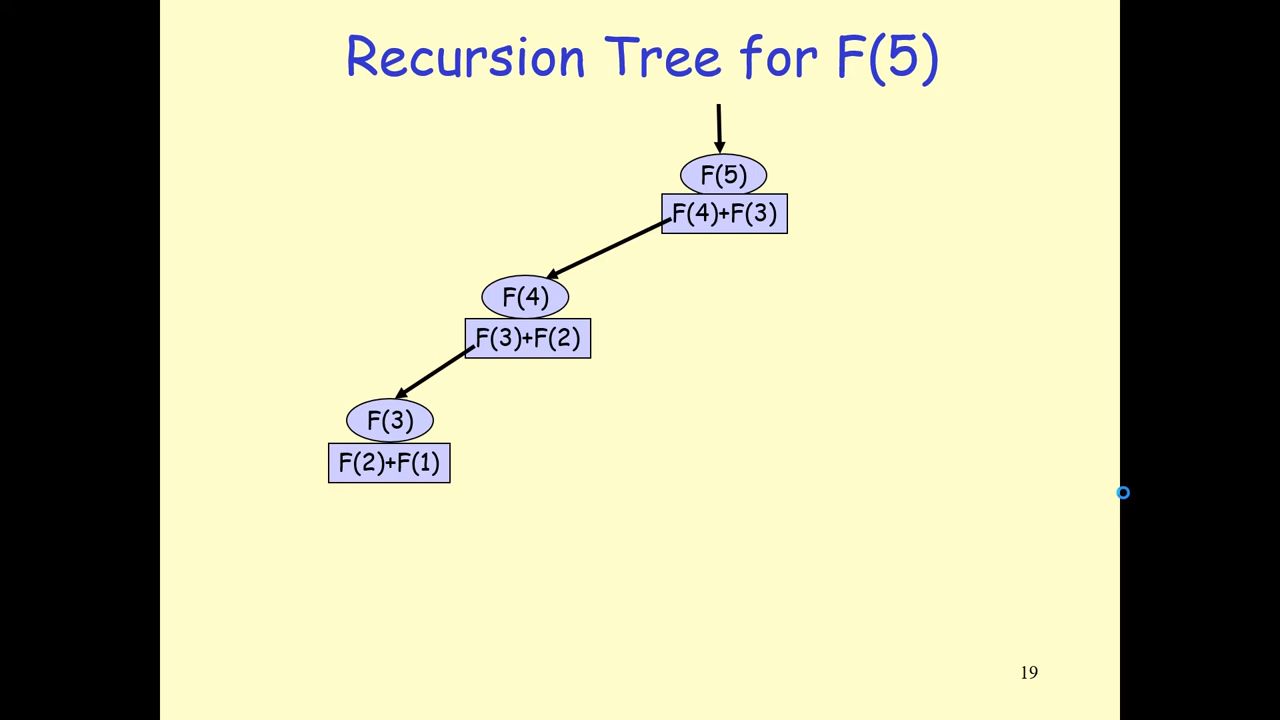 Recursion Tree for F(5)
F(5)
F(4)+F(3)
F(4)
F(3)+F(2)
F(3)
F(2)+F(1)
19